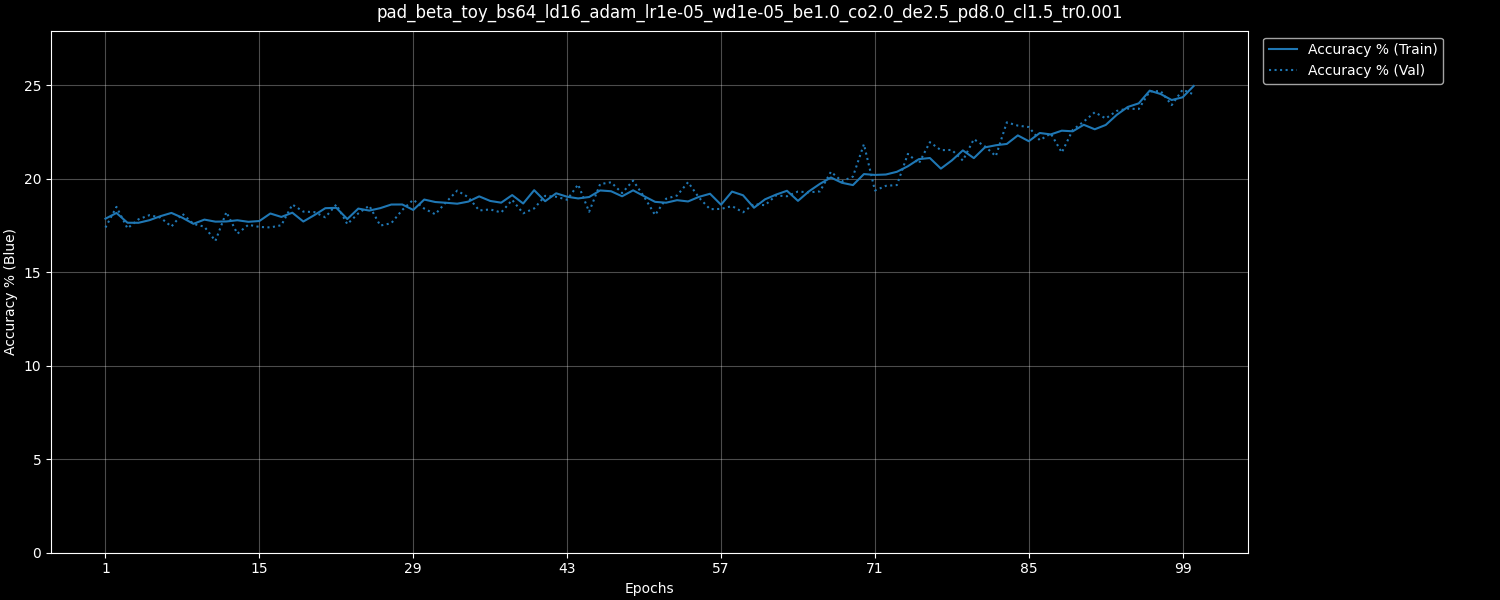 pad_beta_toy_bs64_ld16_adam_lr1e-05_wd1e-05_be1.0_co2.0_de2.5_pd8.0_cl1.5_tr0.001
Accuracy % (Train)
Accuracy % (Val)
Accuracy % (Blue)
25
20
15
10
5
0
1 15 29 43 57 71 85 99
Epochs